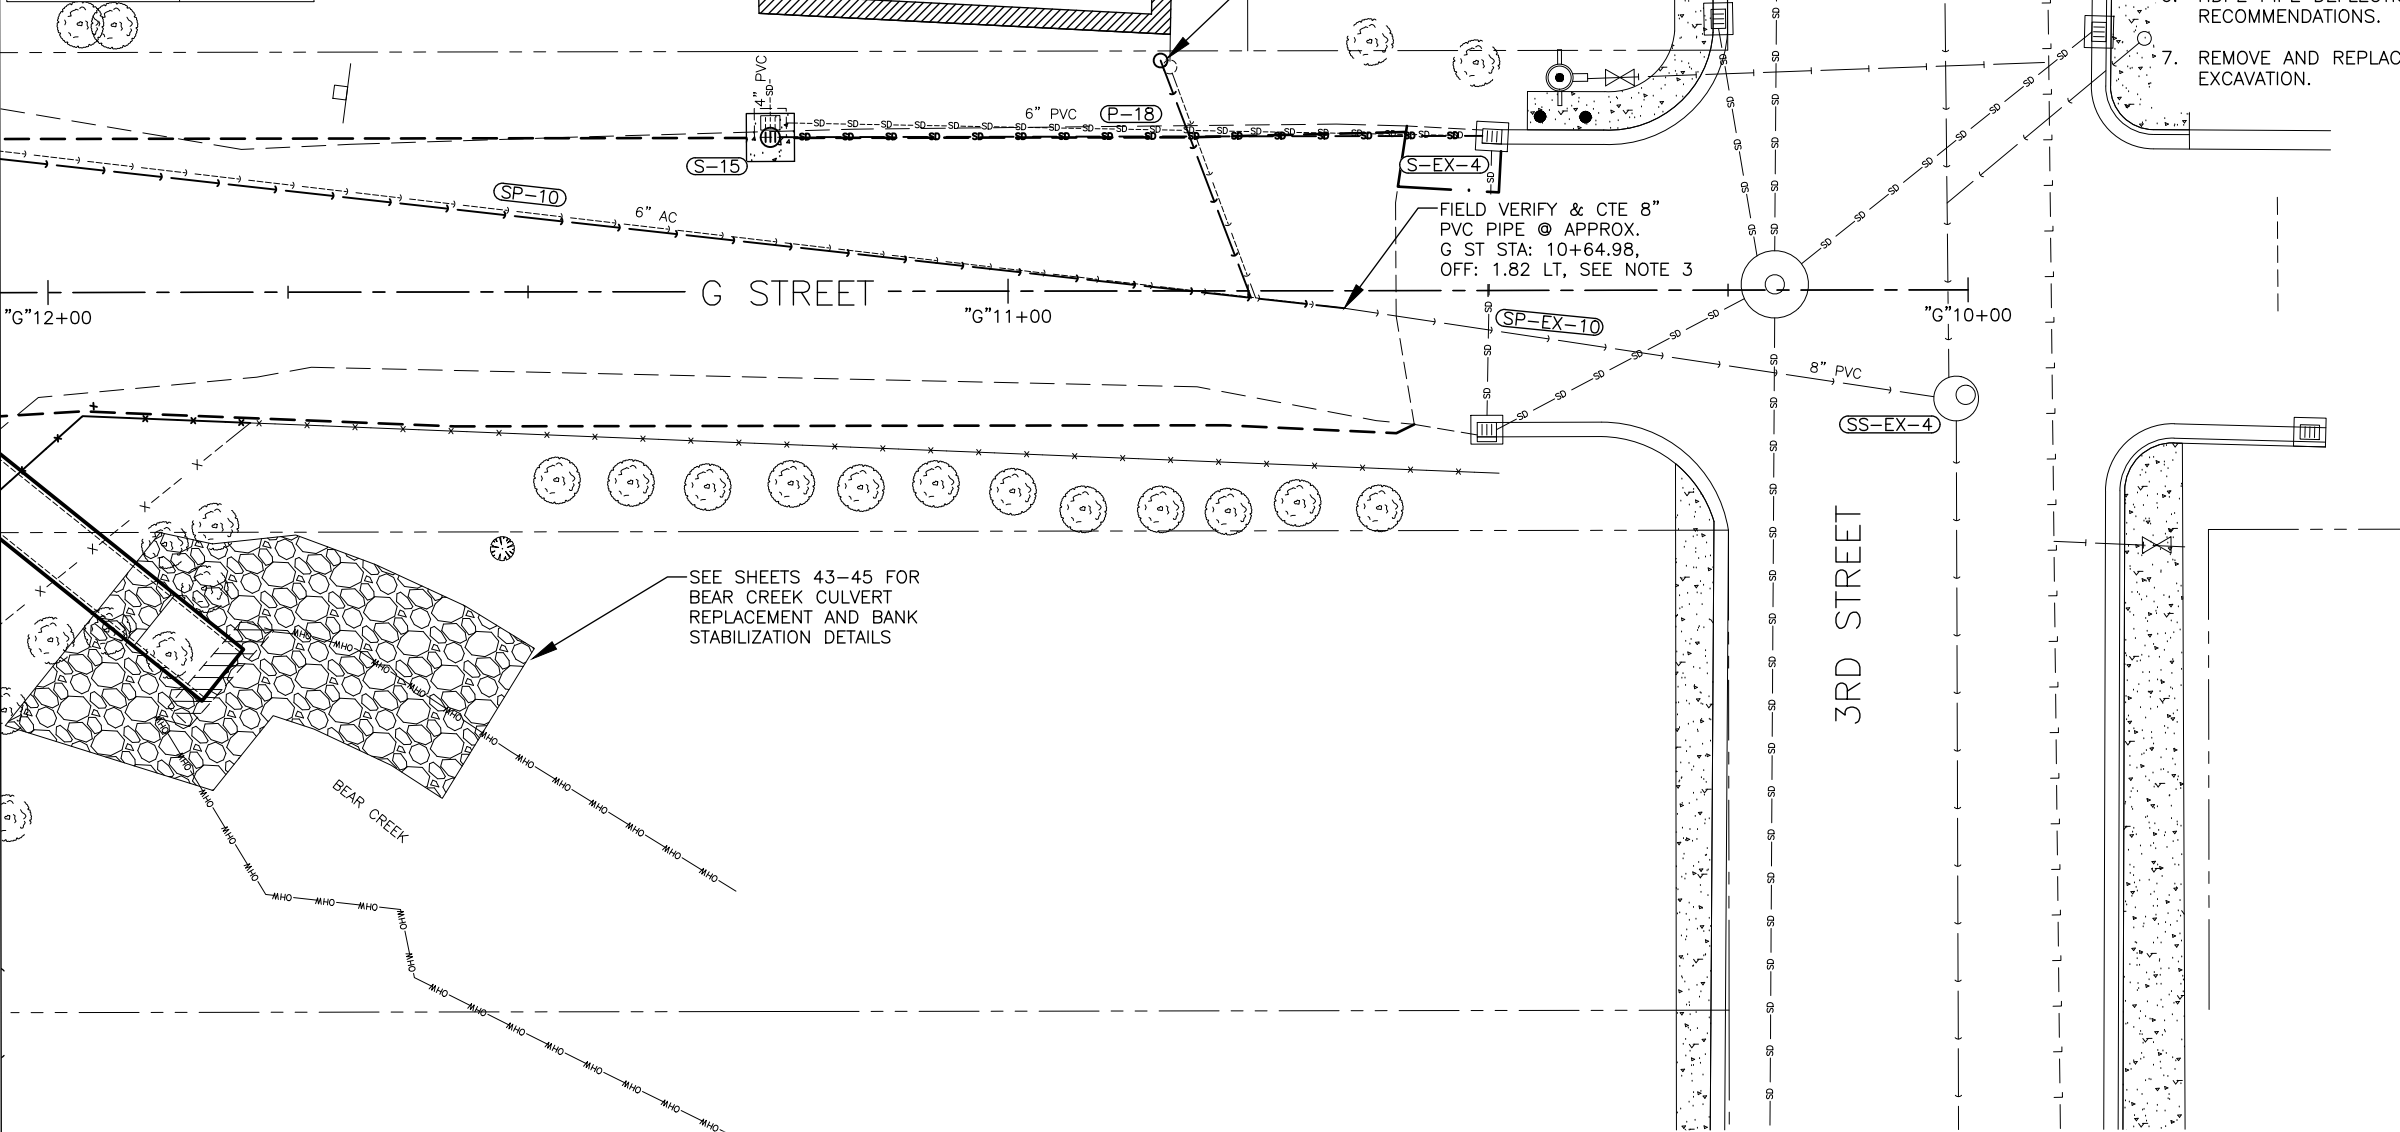 RECOMMENDATIONS.
7. REMOVE AND REPLAC
EXCAVATION.
4" PVC
SD
6" PVC
P-18
S-15
S-EX-4
SP-10
6" AC
FIELD VERIFY & CTE 8"
PVC PIPE @ APPROX.
G ST STA: 10+64.98,
OFF: 1.82 LT, SEE NOTE 3
G STREET
"G"12+00
"G"11+00
"G"10+00
SP-EX-10
8" PVC
SS-EX-4
3RD STREET
SEE SHEETS 43-45 FOR
BEAR CREEK CULVERT
REPLACEMENT AND BANK
STABILIZATION DETAILS
OHW
BEAR CREEK